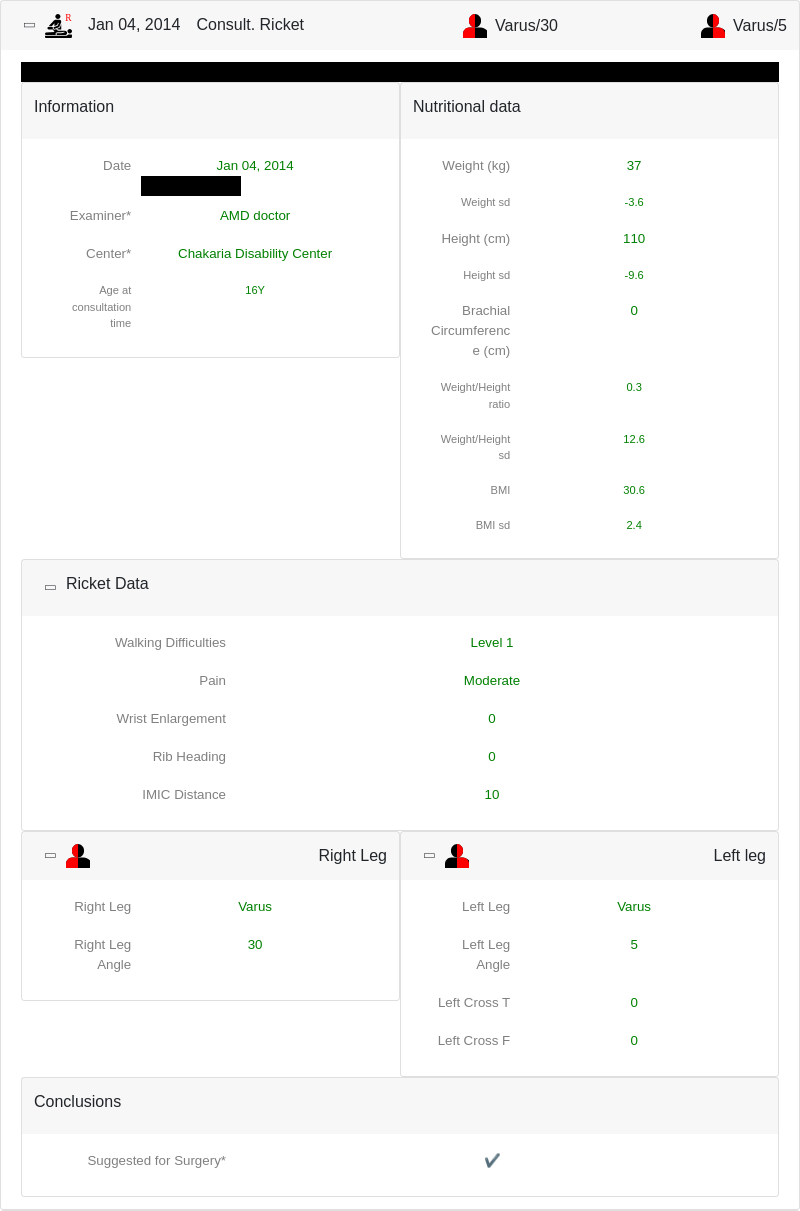 R
Jan 04, 2014 Consult. Ricket
Varus/30
Varus/5
Information
Date
Jan 04, 2014
Examiner*
AMD doctor
Center*
Chakaria Disability Center
Age at
consultation
time
16Y
Nutritional data
Weight (kg)
37
Weight sd
-3.6
Height (cm)
110
Height sd
-9.6
Brachial
Circumferenc
e (cm)
0
Weight/Height
ratio
0.3
Weight/Height
sd
12.6
BMI
30.6
BMI sd
2.4
Ricket Data
Walking Difficulties
Level 1
Pain
Moderate
Wrist Enlargement
0
Rib Heading
0
IMIC Distance
10
Right Leg
Right Leg
Varus
Right Leg
Angle
30
Left leg
Left Leg
Varus
Left Leg
Angle
5
Left Cross T
0
Left Cross F
0
Conclusions
Suggested for Surgery*
✔